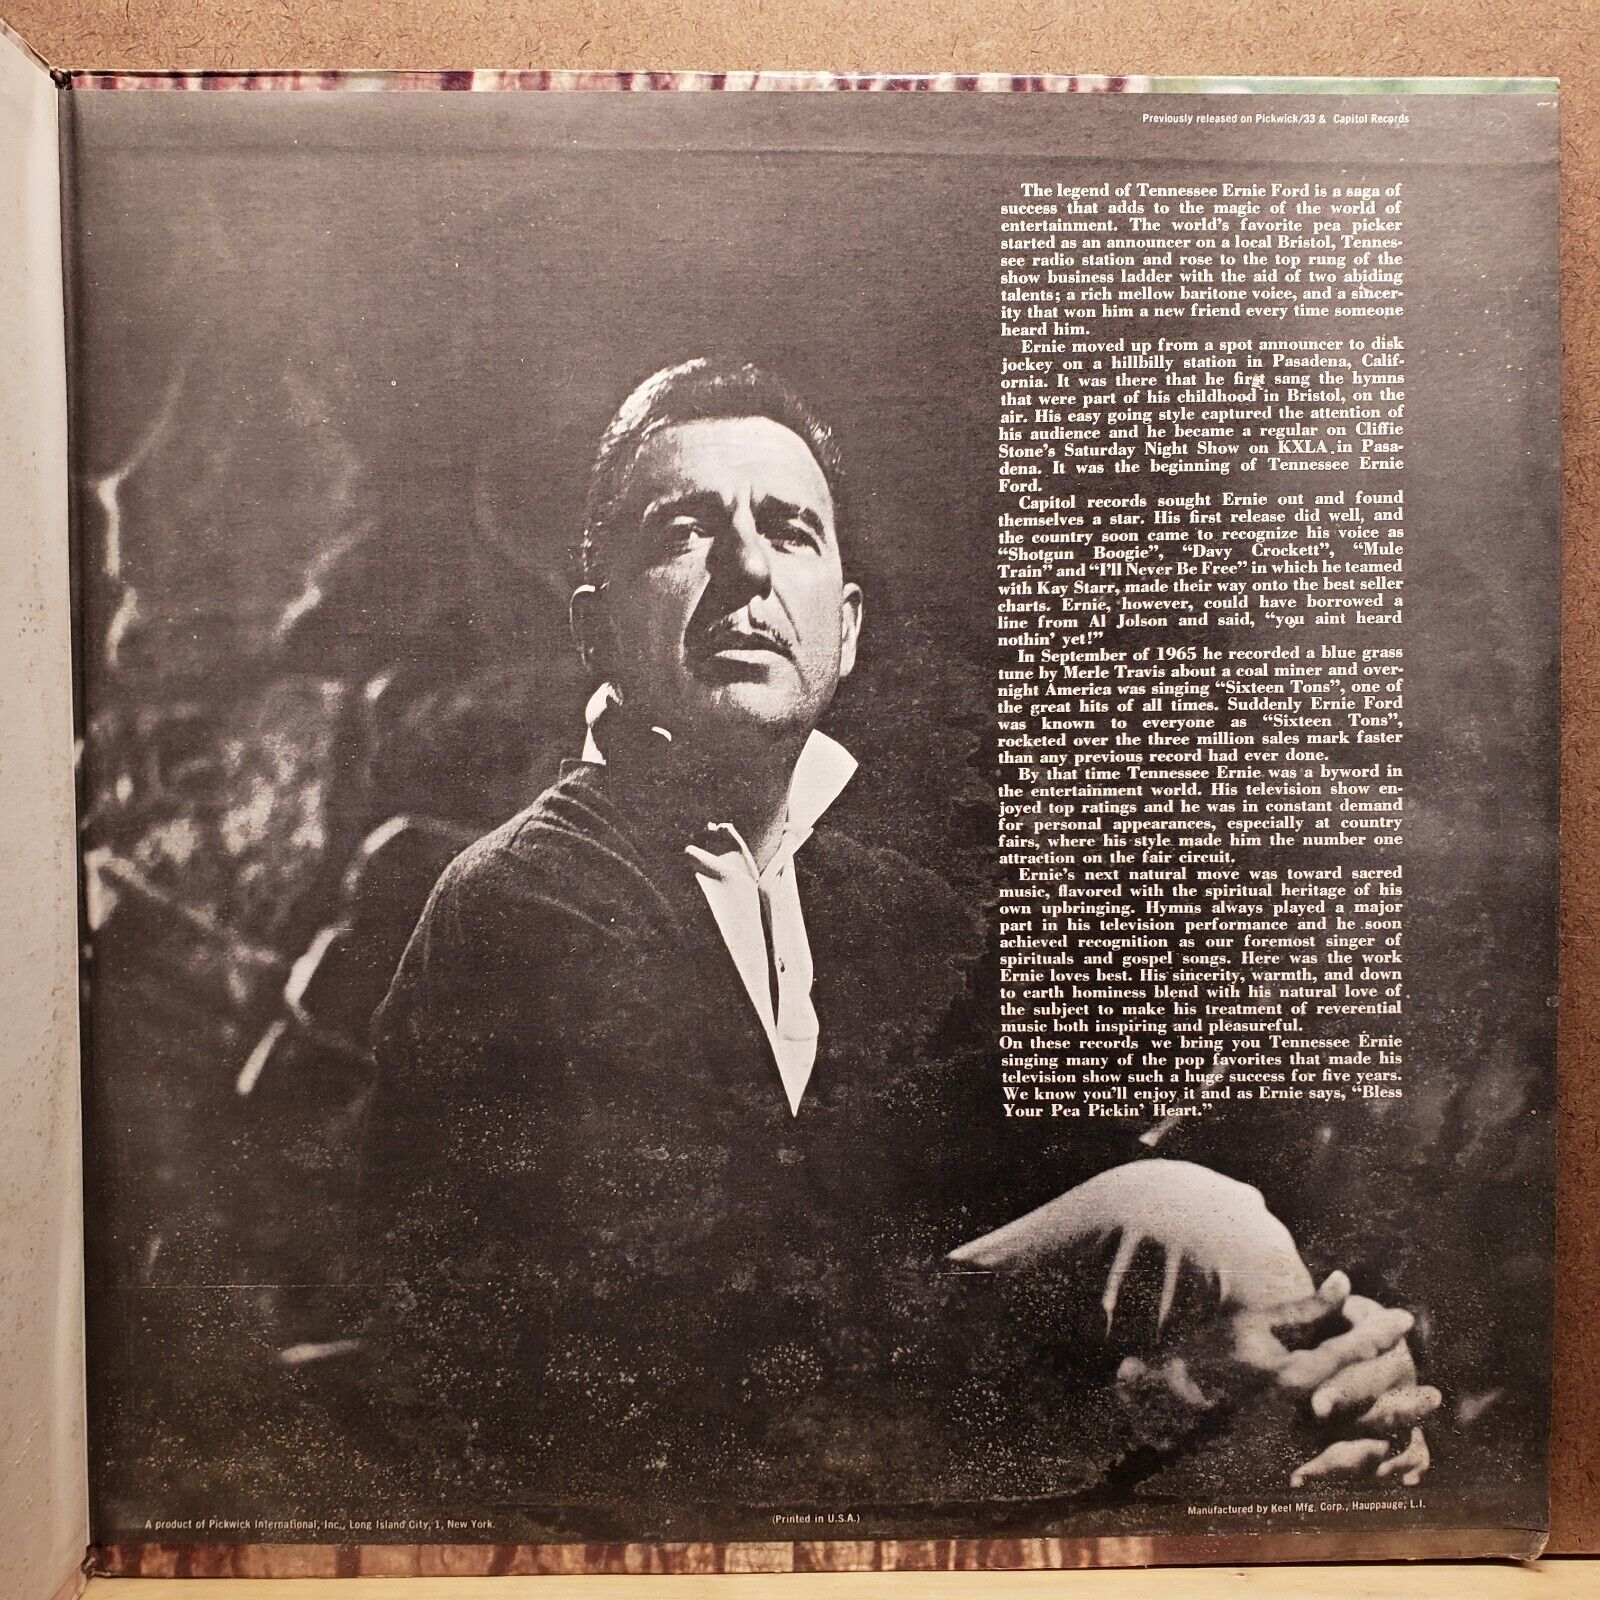 Previously released on Pickwick/33 & Capitol Records
The legend of Tennessee Ernie Ford is a saga of
success that adds to the magic of the world of
entertainment. The world's favorite pea picker
started as an announcer on a local Bristol, Tennes-
see radio station and rose to the top rung of the
show business ladder with the aid of two abiding
talents; a rich mellow baritone voice, and a sincer-
ity that won him a new friend every time someone
heard him.
Ernie moved up from a spot announcer to disk
jockey on a hillbilly station in Pasadena, Calif-
ornia. It was there that he first sang the hymns
that were part of his childhood in Bristol, on the
air. His easy going style captured the attention of
his audience and he became a regular on Cliffie
Stone's Saturday Night Show on KXLA in Pasa-
dena. It was the beginning of Tennessee Ernie
Ford.
Capitol records sought Ernie out and found
themselves a star. His first release did well, and
the country soon came to recognize his voice as
"Shotgun Boogie", "Davy Crockett", "Mule
Train" and "I'll Never Be Free" in which he teamed
with Kay Starr, made their way onto the best seller
charts. Ernie, however, could have borrowed a
line from Al Jolson and said, "you aint heard
nothin' yet!"
In September of 1965 he recorded a blue grass
tune by Merle Travis about a coal miner and over-
night America was singing "Sixteen Tons", one of
the great hits of all times. Suddenly Ernie Ford
was known to everyone as "Sixteen Tons",
rocketed over the three million sales mark faster
than any previous record had ever done.
By that time Tennessee Ernie was a byword in
the entertainment world. His television show en-
joyed top ratings and he was in constant demand
for personal appearances, especially at country
fairs, where his style made him the number one
attraction on the fair circuit.
Ernie's next natural move was toward sacred
music, flavored with the spiritual heritage of his
own upbringing. Hymns always played a major
part in his television performance and he soon
achieved recognition as our foremost singer of
spirituals and gospel songs. Here was the work
Ernie loves best. His sincerity, warmth, and down
to earth hominess blend with his natural love of
the subject to make his treatment of reverential
music both inspiring and pleasureful.
On these records we bring you Tennessee Ernie
singing many of the pop favorites that made his
television show such a huge success for five years.
We know you'll enjoy it and as Ernie says, "Bless
Your Pea Pickin' Heart."
A product of Pickwick International, Inc., Long Island City, 1, New York.
(Printed in U.S.A.)
Manufactured by Keel Mfg. Corp., Hauppauge, L.I.